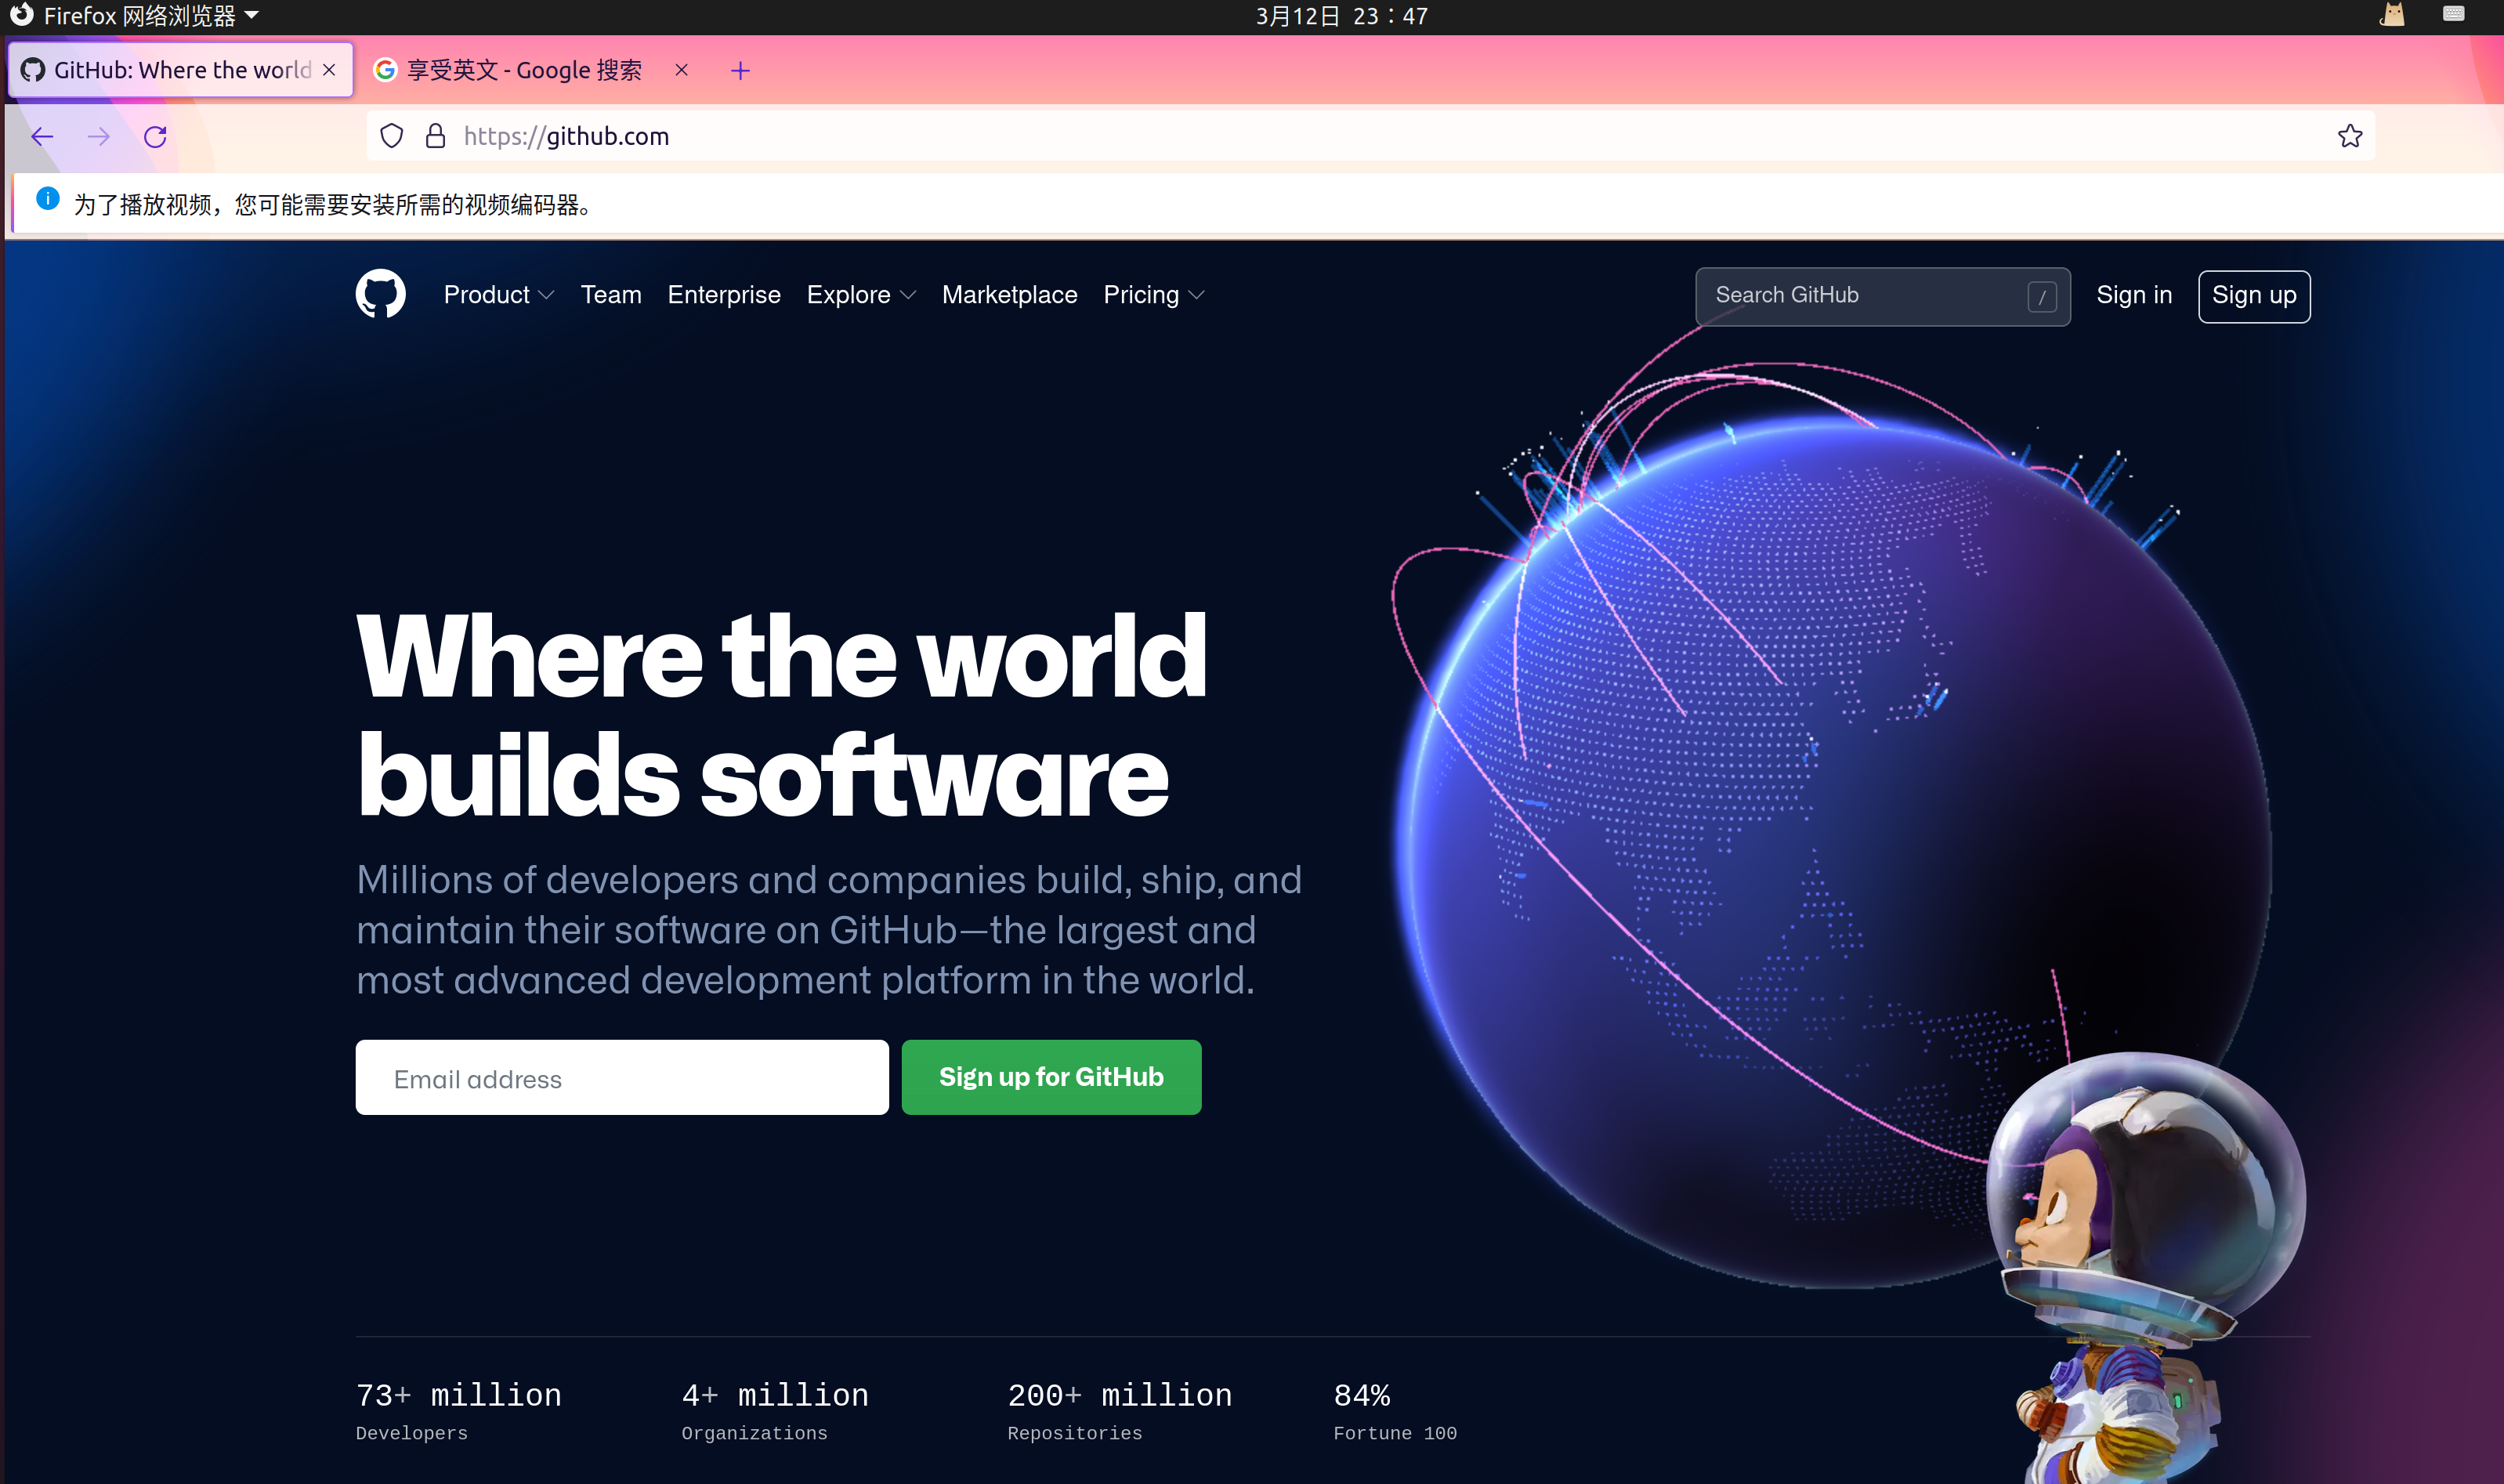 Firefox 网络浏览器
3月12日 23：47
GitHub: Where the world
享受英文 - Google 搜索
https://github.com
为了播放视频，您可能需要安装所需的视频编码器。
Product Team Enterprise Explore Marketplace Pricing
Search GitHub /
Sign in
Sign up
Where the world
builds software
Millions of developers and companies build, ship, and
maintain their software on GitHub—the largest and
most advanced development platform in the world.
Email address
Sign up for GitHub
73+ million
Developers
4+ million
Organizations
200+ million
Repositories
84%
Fortune 100